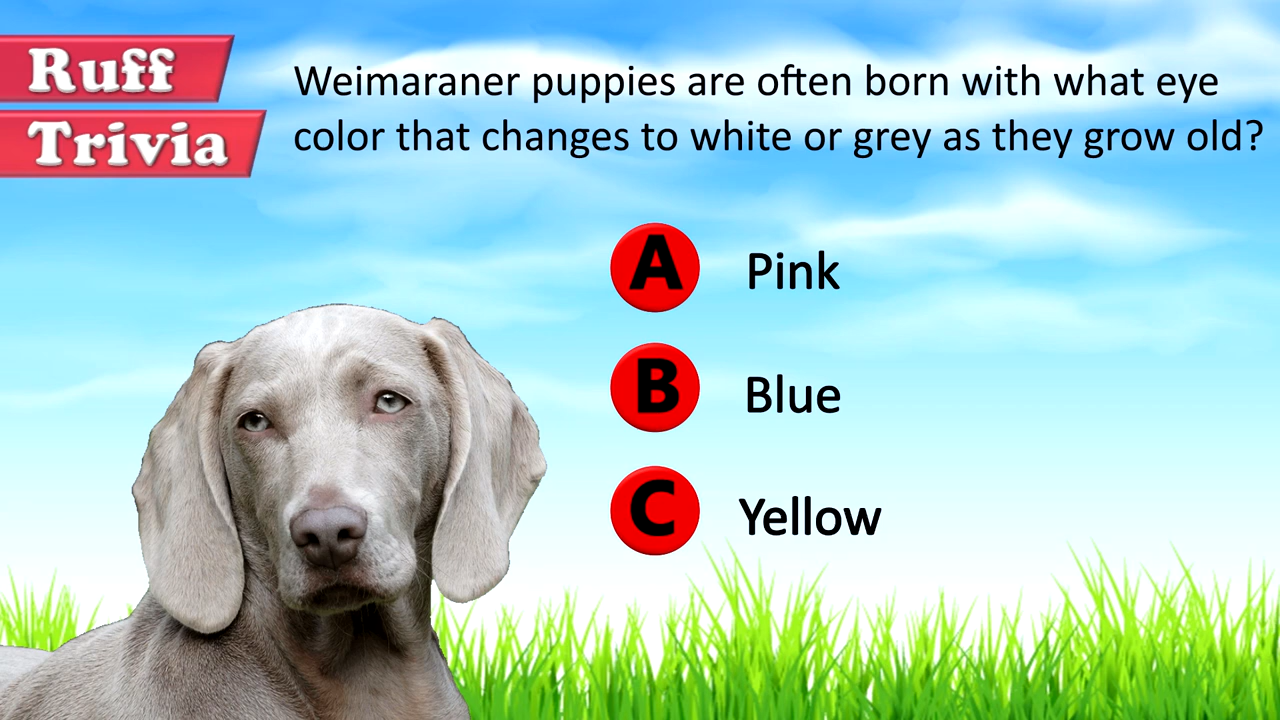 Ruff
Trivia
Weimaraner puppies are often born with what eye
color that changes to white or grey as they grow old?
A Pink
B Blue
C Yellow